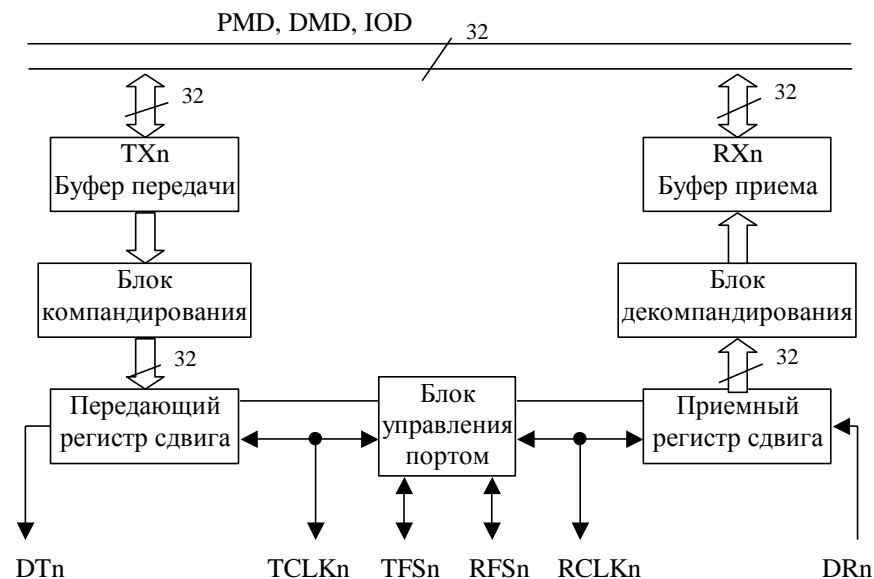 PMD, DMD, IOD
32
32
32
TXn
Буфер передачи
RXn
Буфер приема
Блок
компандирования
Блок
декомпандирования
32
32
Передающий
регистр сдвига
Блок
управления
портом
Приемный
регистр сдвига
DTn
TCLKn
TFSn
RFSn
RCLKn
DRn